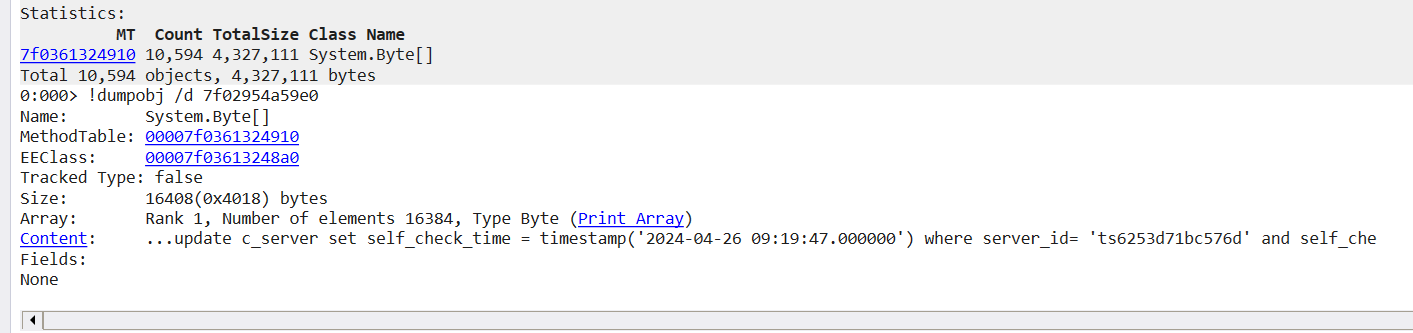 Statistics:
MT Count TotalSize Class Name
7f0361324910 10,594 4,327,111 System.Byte[]
Total 10,594 objects, 4,327,111 bytes
0:000> !dumpobj /d 7f02954a59e0
Name: System.Byte[]
MethodTable: 00007f0361324910
EEClass: 00007f03613248a0
Tracked Type: false
Size: 16408(0x4018) bytes
Array: Rank 1, Number of elements 16384, Type Byte (Print Array)
Content: ...update c_server set self_check_time = timestamp('2024-04-26 09:19:47.000000') where server_id= 'ts6253d71bc576d' and self_che
Fields:
None